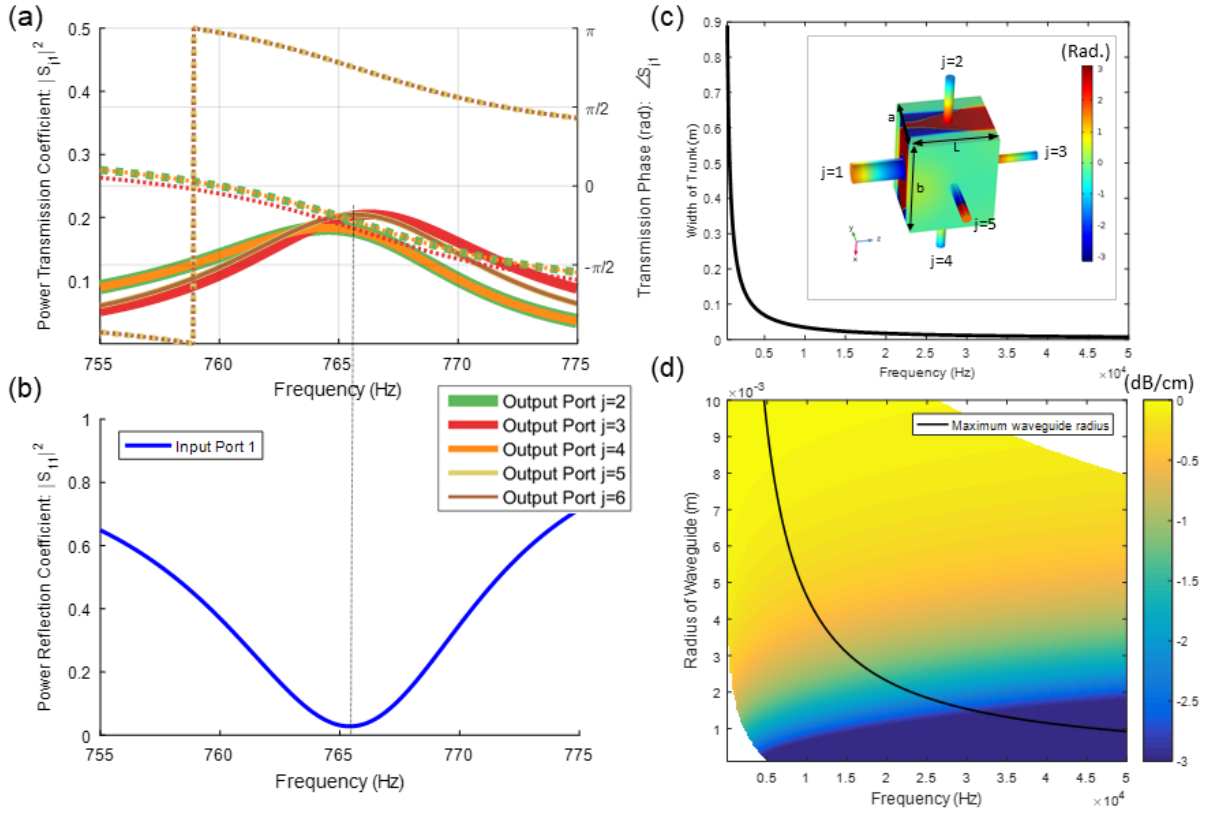 (a)
Power Transmission Coefficient: |S_j1|^2
0.5
0.4
0.3
0.2
0.1
π
π/2
0
-π/2
Transmission Phase (rad): ∠S_j1
755 760 765 770 775
Frequency (Hz)
(b)
Power Reflection Coefficient: |S_11|^2
1
0.8
0.6
0.4
0.2
0
Input Port 1
Output Port j=2
Output Port j=3
Output Port j=4
Output Port j=5
Output Port j=6
755 760 765 770 775
Frequency (Hz)
(c)
Width of Trunk(m)
0.9
0.8
0.7
0.6
0.5
0.4
0.3
0.2
0.1
0
(Rad.)
3
2
1
0
-1
-2
-3
j=2
a
L
j=1
j=3
b
j=5
j=4
y
z
x
0.5 1 1.5 2 2.5 3 3.5 4 4.5 5
Frequency (Hz)
×10^4
(d)
×10^-3
(dB/cm)
Radius of Waveguide (m)
10
9
8
7
6
5
4
3
2
1
Maximum waveguide radius
0
-0.5
-1
-1.5
-2
-2.5
-3
0.5 1 1.5 2 2.5 3 3.5 4 4.5 5
Frequency (Hz)
×10^4